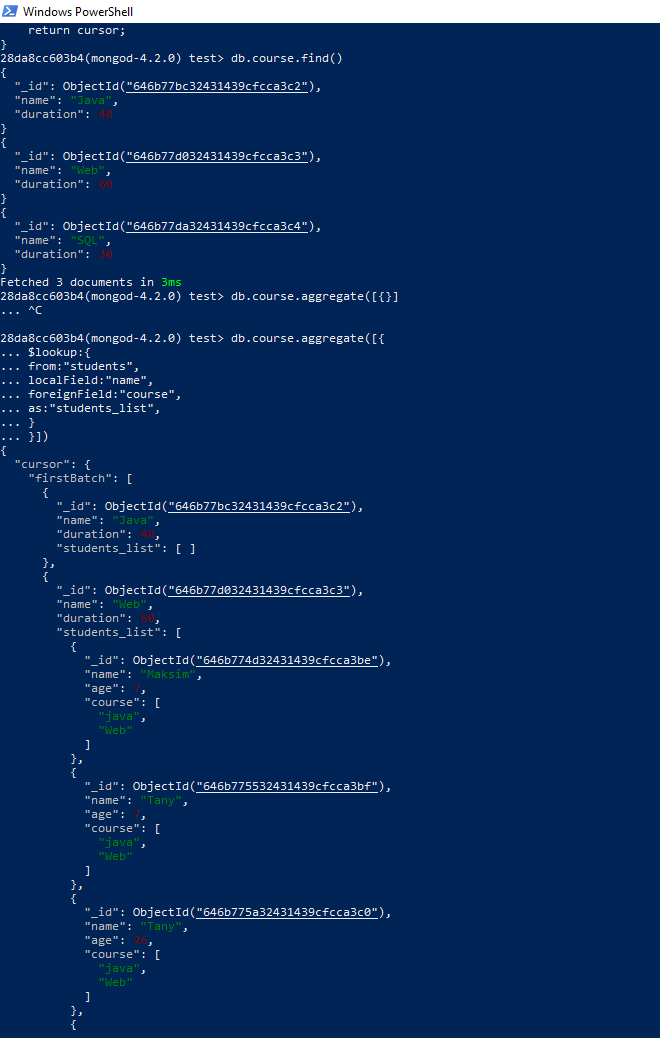 Windows PowerShell
    return cursor;
}
28da8cc603b4(mongod-4.2.0) test> db.course.find()
{
  "_id": ObjectId("646b77bc32431439cfcca3c2"),
  "name": "Java",
  "duration": 48
}
{
  "_id": ObjectId("646b77d032431439cfcca3c3"),
  "name": "Web",
  "duration": 60
}
{
  "_id": ObjectId("646b77da32431439cfcca3c4"),
  "name": "SQL",
  "duration": 30
}
Fetched 3 documents in 3ms
28da8cc603b4(mongod-4.2.0) test> db.course.aggregate([{}]
... ^C
28da8cc603b4(mongod-4.2.0) test> db.course.aggregate([{
... $lookup:{
... from:"students",
... localField:"name",
... foreignField:"course",
... as:"students_list",
... }
... }])
{
  "cursor": {
    "firstBatch": [
      {
        "_id": ObjectId("646b77bc32431439cfcca3c2"),
        "name": "Java",
        "duration": 48,
        "students_list": [ ]
      },
      {
        "_id": ObjectId("646b77d032431439cfcca3c3"),
        "name": "Web",
        "duration": 60,
        "students_list": [
          {
            "_id": ObjectId("646b774d32431439cfcca3be"),
            "name": "Maksim",
            "age": 7,
            "course": [
              "java",
              "Web"
            ]
          },
          {
            "_id": ObjectId("646b775532431439cfcca3bf"),
            "name": "Tany",
            "age": 7,
            "course": [
              "java",
              "Web"
            ]
          },
          {
            "_id": ObjectId("646b775a32431439cfcca3c0"),
            "name": "Tany",
            "age": 26,
            "course": [
              "java",
              "Web"
            ]
          },
          {